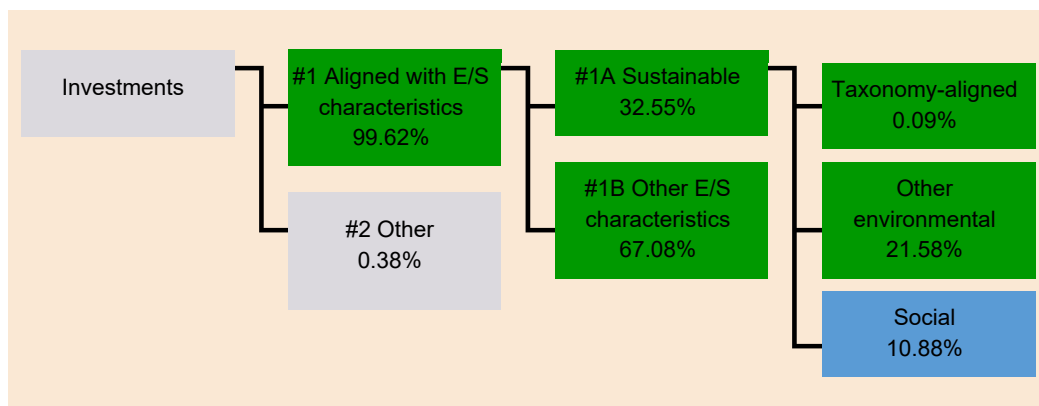 Investments
#1 Aligned with E/S
characteristics
99.62%
#2 Other
0.38%
#1A Sustainable
32.55%
#1B Other E/S
characteristics
67.08%
Taxonomy-aligned
0.09%
Other
environmental
21.58%
Social
10.88%